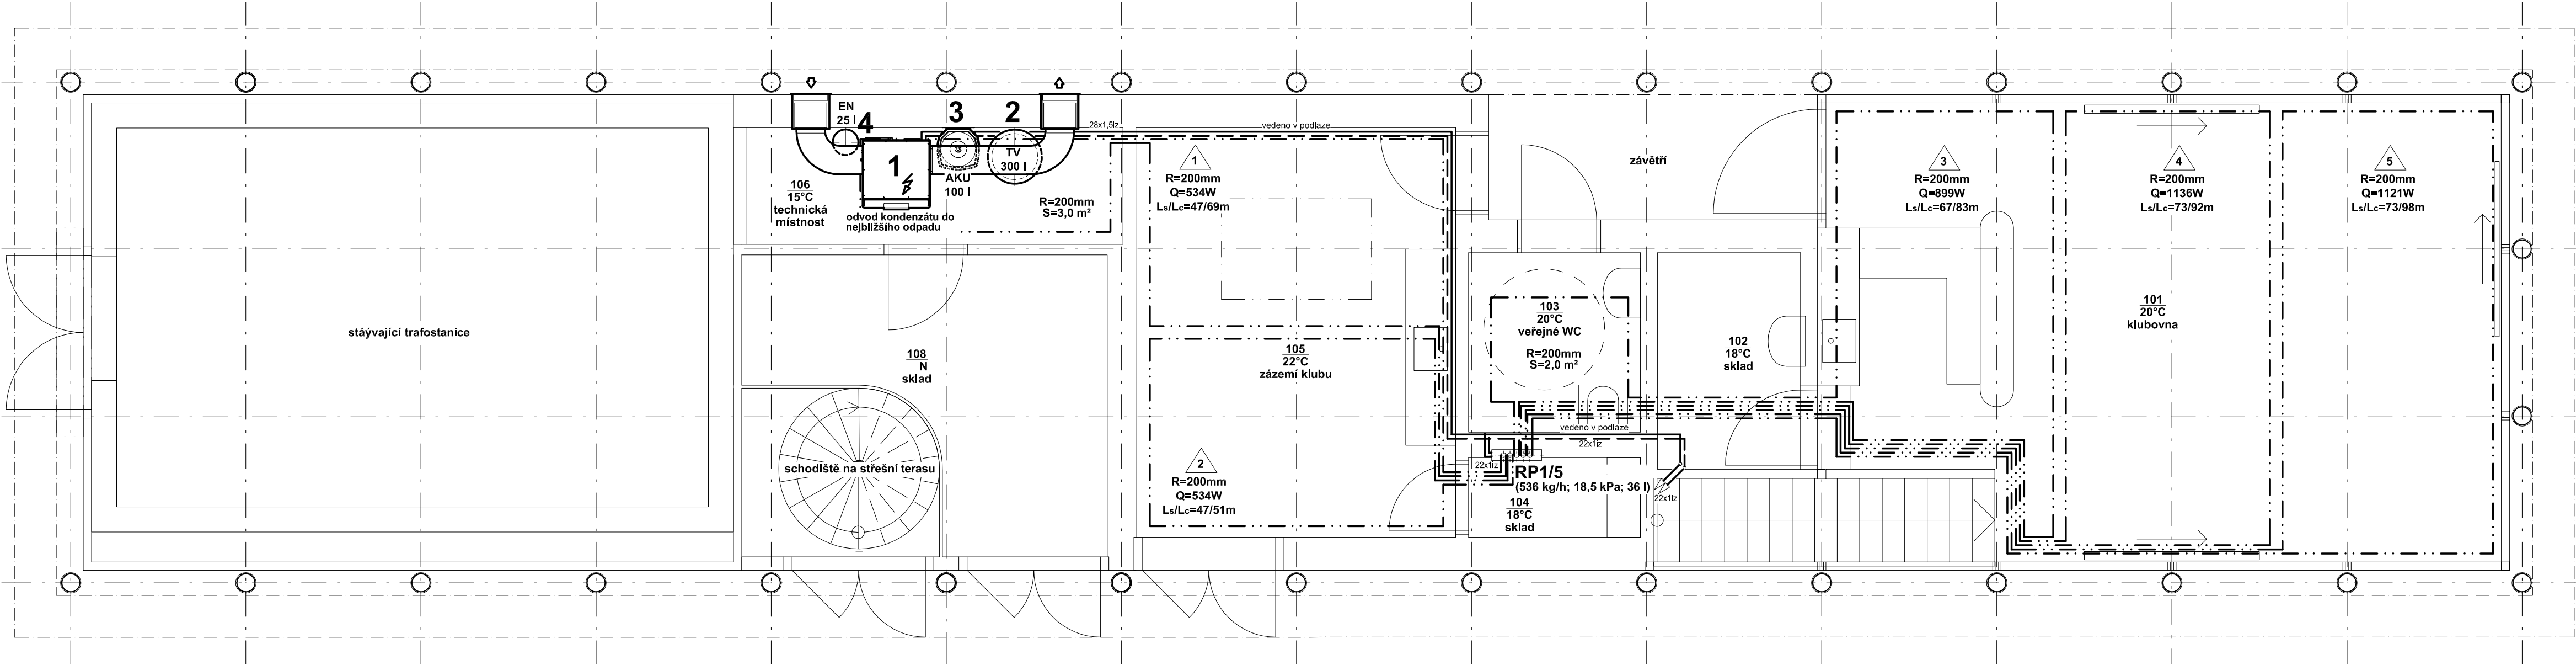 stáývající trafostanice
EN
25 l
4
3
2
1
TV
300 l
AKU
100 l
106
15°C
technická
místnost
odvod kondenzátu do
nejbližšího odpadu
R=200mm
S=3,0 m²
28x1,5iz
vedeno v podlaze
108
N
sklad
schodiště na střešní terasu
1
R=200mm
Q=534W
Ls/Lc=47/69m
105
22°C
zázemí klubu
2
R=200mm
Q=534W
Ls/Lc=47/51m
103
20°C
veřejné WC
R=200mm
S=2,0 m²
vedeno v podlaze
22x1iz
22x1iz
RP1/5
(536 kg/h; 18,5 kPa; 36 l)
22x1iz
104
18°C
sklad
závětří
102
18°C
sklad
3
R=200mm
Q=899W
Ls/Lc=67/83m
4
R=200mm
Q=1136W
Ls/Lc=73/92m
101
20°C
klubovna
5
R=200mm
Q=1121W
Ls/Lc=73/98m